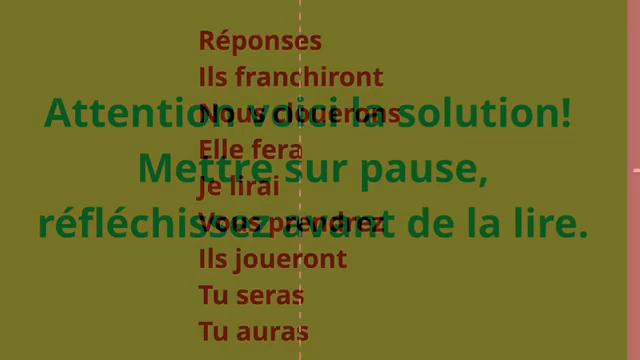 Réponses
Ils franchiront
Attention voici la solution!
Nous clouerons
Elle fera
Mettre sur pause,
Je lirai
réfléchissez avant de la lire.
Vous prendrez
Ils joueront
Tu seras
Tu auras